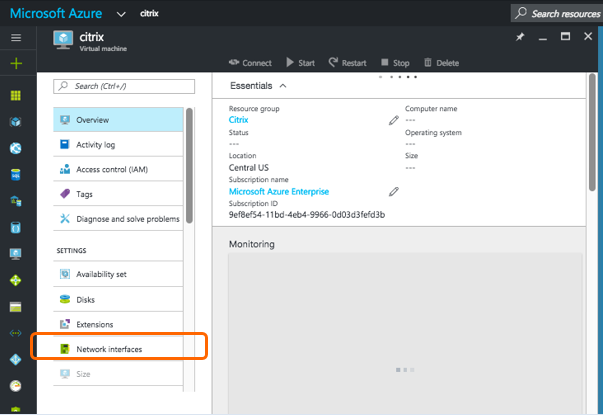 Microsoft Azure citrix Search resources
citrix
Virtual machine
Connect Start Restart Stop Delete
Search (Ctrl+/)
Overview
Activity log
Access control (IAM)
Tags
Diagnose and solve problems
SETTINGS
Availability set
Disks
Extensions
Network interfaces
Size
Essentials
Resource group
Citrix
Status
---
Location
Central US
Subscription name
Microsoft Azure Enterprise
Subscription ID
9ef8ef54-11bd-4eb4-9966-0d03d3fefd3b
Computer name
---
Operating system
---
Size
---
Monitoring